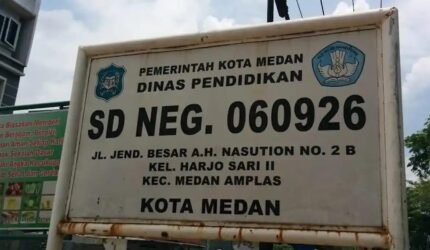 PEMERINTAH KOTA MEDAN
DINAS PENDIDIKAN
SD NEG. 060926
JL. JEND. BESAR A.H. NASUTION NO. 2 B
KEL. HARJO SARI II
KEC. MEDAN AMPLAS
KOTA MEDAN